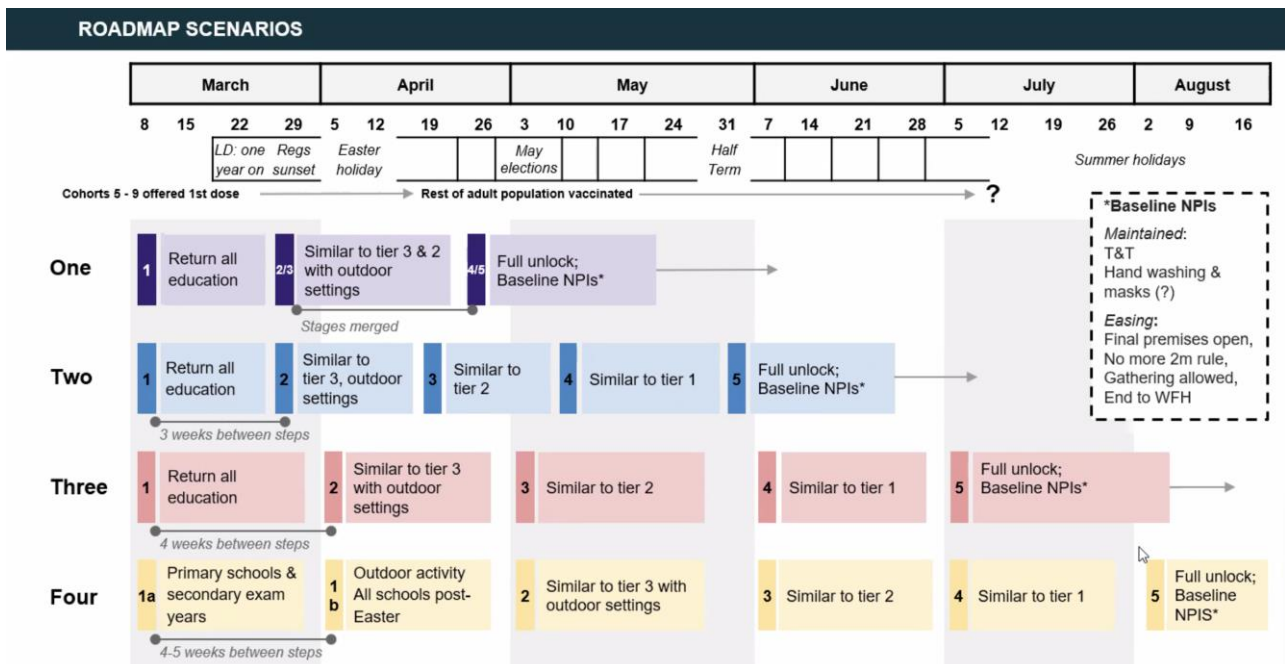 ROADMAP SCENARIOS
March April May June July August
8 15 22 29 5 12 19 26 3 10 17 24 31 7 14 21 28 5 12 19 26 2 9 16
LD: one
year on
Regs
sunset
Easter
holiday
May
elections
Half
Term
Summer holidays
Cohorts 5 - 9 offered 1st dose
Rest of adult population vaccinated
?
*Baseline NPIs
Maintained:
T&T
Hand washing &
masks (?)
Easing:
Final premises open,
No more 2m rule,
Gathering allowed,
End to WFH
One
1
Return all
education
2/3
Similar to tier 3 & 2
with outdoor
settings
4/5
Full unlock;
Baseline NPIs*
Stages merged
Two
1
Return all
education
2
Similar to
tier 3, outdoor
settings
3
Similar to
tier 2
4
Similar to tier 1
5
Full unlock;
Baseline NPIs*
3 weeks between steps
Three
1
Return all
education
2
Similar to tier 3
with outdoor
settings
3
Similar to tier 2
4
Similar to tier 1
5
Full unlock;
Baseline NPIs*
4 weeks between steps
Four
1a
Primary schools &
secondary exam
years
1
b
Outdoor activity
All schools post-
Easter
2
Similar to tier 3 with
outdoor settings
3
Similar to tier 2
4
Similar to tier 1
5
Full unlock;
Baseline
NPIS*
4-5 weeks between steps